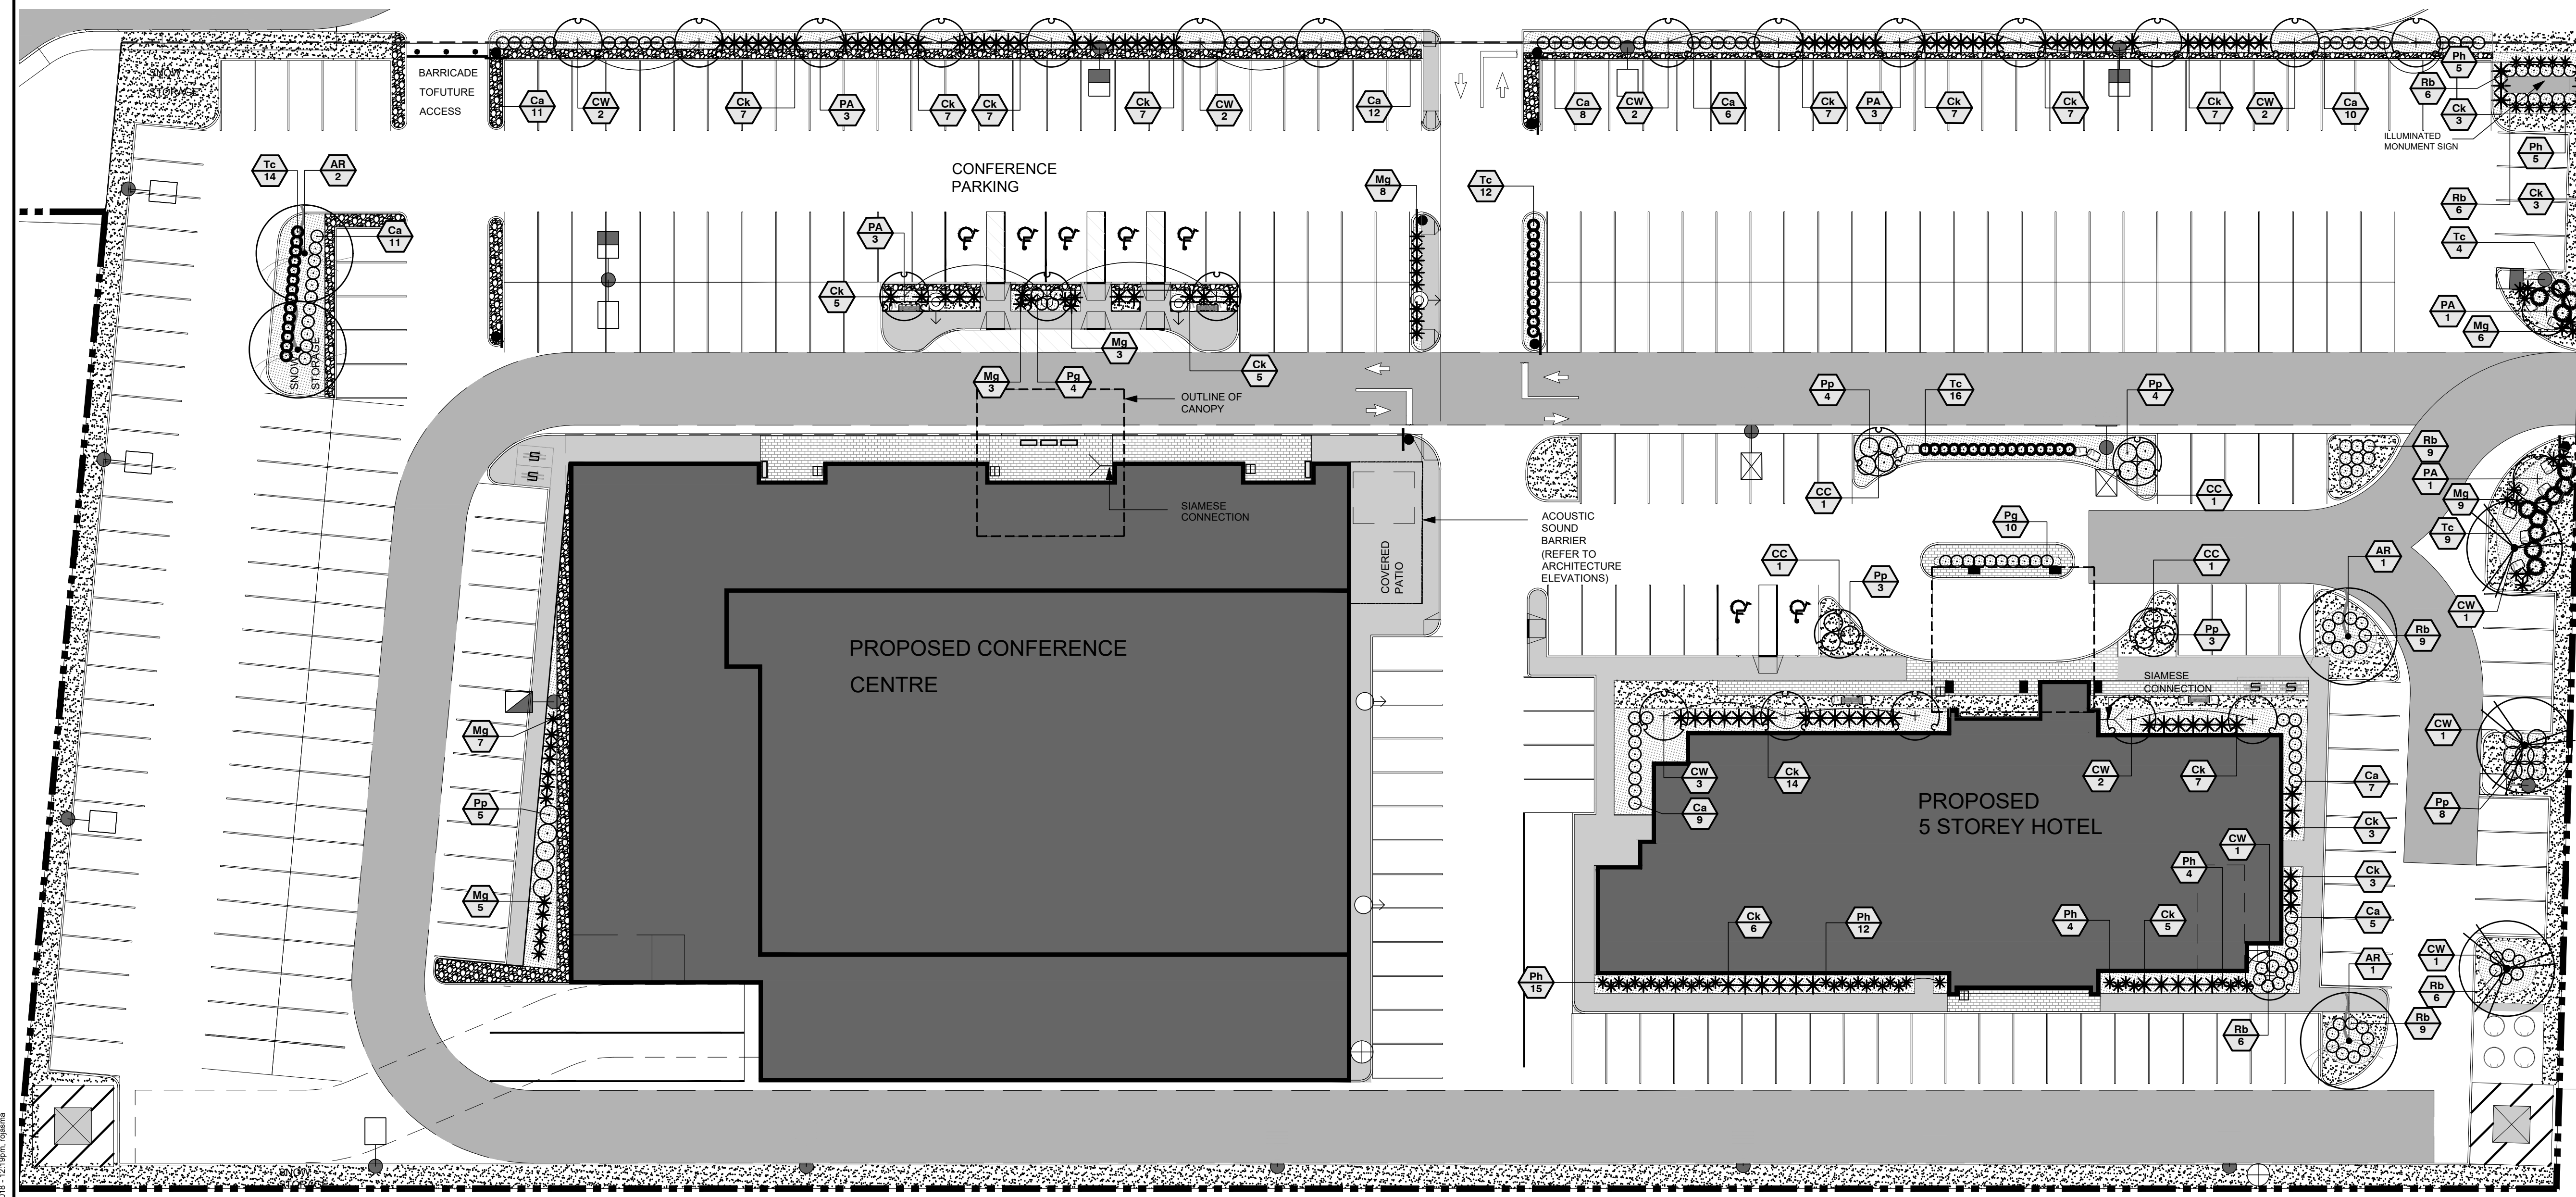 SNOW
STORAGE
BARRICADE
TOFUTURE
ACCESS
Ca
11
CW
2
Ck
7
PA
3
Ck
7
Ck
7
Ck
7
CW
2
Ca
12
Ca
8
CW
2
Ca
6
Ck
7
PA
3
Ck
7
Ck
7
Ck
7
CW
2
Ca
10
Ph
5
Rb
6
Ck
3
ILLUMINATED
MONUMENT SIGN
Ph
5
Tc
14
AR
2
CONFERENCE
PARKING
Mg
8
Tc
12
Rb
6
Ck
3
Ca
11
PA
3
Tc
4
Ck
5
PA
1
Mg
6
SNOW
STORAGE
Mg
3
Mg
3
Pg
4
Ck
5
OUTLINE OF
CANOPY
Pp
4
Tc
16
Pp
4
Rb
9
PA
1
Mg
9
Tc
9
CC
1
CC
1
SIAMESE
CONNECTION
ACOUSTIC
SOUND
BARRIER
(REFER TO
ARCHITECTURE
ELEVATIONS)
COVERED
PATIO
Pg
10
CC
1
Pp
3
CC
1
AR
1
CW
1
Pp
3
Rb
9
PROPOSED CONFERENCE
CENTRE
SIAMESE
CONNECTION
Mg
7
CW
1
CW
3
Ck
14
CW
2
Ck
7
Ca
7
Pp
5
Ca
9
PROPOSED
5 STOREY HOTEL
Pp
8
Ck
3
CW
1
Ph
4
Ck
3
Mg
5
Ck
6
Ph
12
Ph
4
Ck
5
Ca
5
Ph
15
AR
1
CW
1
Rb
6
Rb
6
Rb
9
SNOW
STORAGE
018 - 12:19pm, rojasma